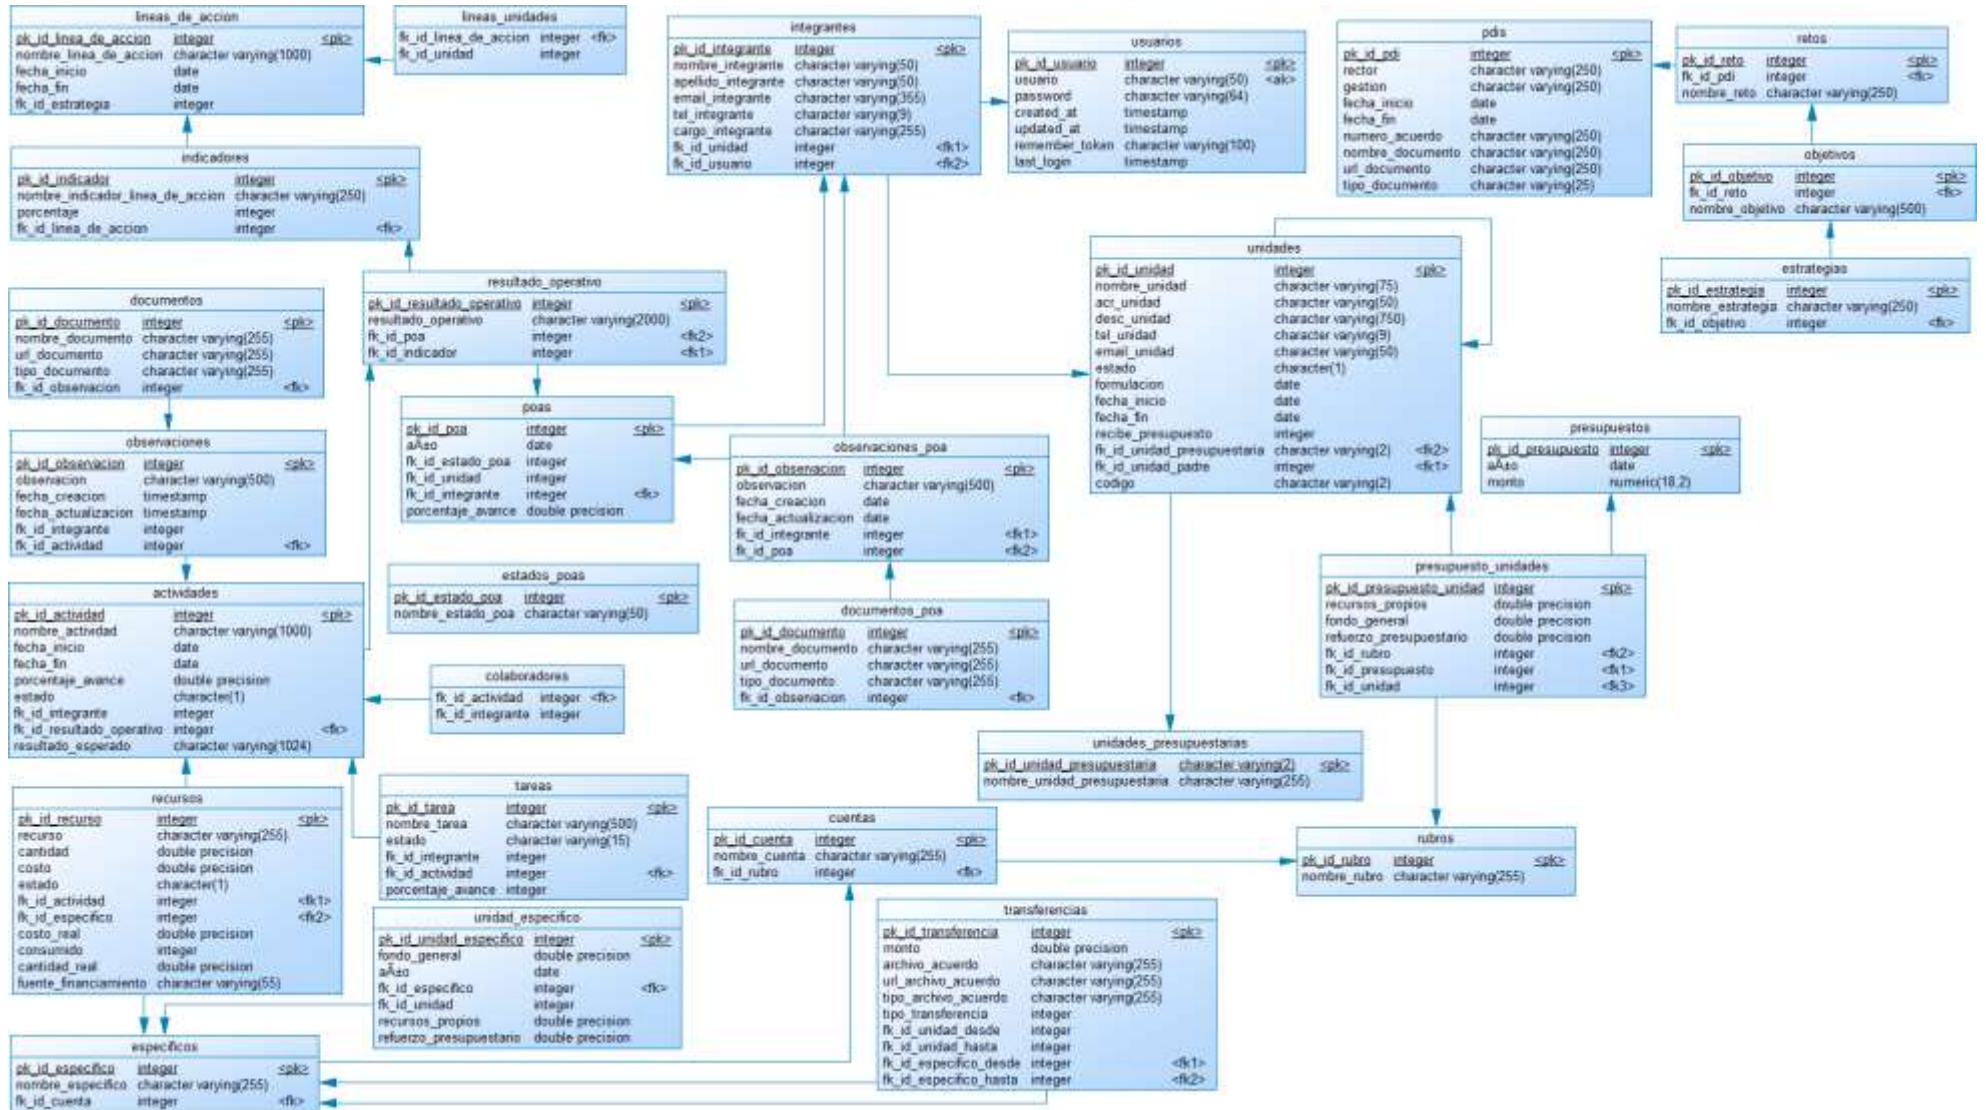 lineas_de_accion
pk_id_linea_de_accion integer <pk>
nombre_linea_de_accion character varying(1000)
fecha_inicio date
fecha_fin date
fk_id_estrategia integer
lineas_unidades
fk_id_linea_de_accion integer <fk>
fk_id_unidad integer
integrantes
pk_id_integrante integer <pk>
nombre_integrante character varying(50)
apellido_integrante character varying(50)
email_integrante character varying(355)
tel_integrante character varying(9)
cargo_integrante character varying(255)
fk_id_unidad integer <fk1>
fk_id_usuario integer <fk2>
usuarios
pk_id_usuario integer <pk>
usuario character varying(50) <ak>
password character varying(64)
created_at timestamp
updated_at timestamp
remember_token character varying(100)
last_login timestamp
pdis
pk_id_pdi integer <pk>
rector character varying(250)
gestion character varying(250)
fecha_inicio date
fecha_fin date
numero_acuerdo character varying(250)
nombre_documento character varying(250)
url_documento character varying(250)
tipo_documento character varying(25)
retos
pk_id_reto integer <pk>
fk_id_pdi integer <fk>
nombre_reto character varying(250)
indicadores
pk_id_indicador integer <pk>
nombre_indicador_linea_de_accion character varying(250)
porcentaje integer
fk_id_linea_de_accion integer <fk>
objetivos
pk_id_objetivo integer <pk>
fk_id_reto integer <fk>
nombre_objetivo character varying(500)
estrategias
pk_id_estrategia integer <pk>
nombre_estrategia character varying(250)
fk_id_objetivo integer <fk>
unidades
pk_id_unidad integer <pk>
nombre_unidad character varying(75)
acr_unidad character varying(50)
desc_unidad character varying(750)
tel_unidad character varying(9)
email_unidad character varying(50)
estado character(1)
formulacion date
fecha_inicio date
fecha_fin date
recibe_presupuesto integer
fk_id_unidad_presupuestaria character varying(2) <fk2>
fk_id_unidad_padre integer <fk1>
codigo character varying(2)
resultado_operativo
pk_id_resultado_operativo integer <pk>
resultado_operativo character varying(2000)
fk_id_poa integer <fk2>
fk_id_indicador integer <fk1>
documentos
pk_id_documento integer <pk>
nombre_documento character varying(255)
url_documento character varying(255)
tipo_documento character varying(255)
fk_id_observacion integer <fk>
poas
pk_id_poa integer <pk>
aÃ±o date
fk_id_estado_poa integer
fk_id_unidad integer
fk_id_integrante integer <fk>
porcentaje_avance double precision
observaciones
pk_id_observacion integer <pk>
observacion character varying(500)
fecha_creacion timestamp
fecha_actualizacion timestamp
fk_id_integrante integer
fk_id_actividad integer <fk>
observaciones_poa
pk_id_observacion integer <pk>
observacion character varying(500)
fecha_creacion date
fecha_actualizacion date
fk_id_integrante integer <fk1>
fk_id_poa integer <fk2>
presupuestos
pk_id_presupuesto integer <pk>
aÃ±o date
monto numeric(18,2)
presupuesto_unidades
pk_id_presupuesto_unidad integer <pk>
recursos_propios double precision
fondo_general double precision
refuerzo_presupuestario double precision
fk_id_rubro integer <fk2>
fk_id_presupuesto integer <fk1>
fk_id_unidad integer <fk3>
estados_poas
pk_id_estado_poa integer <pk>
nombre_estado_poa character varying(50)
actividades
pk_id_actividad integer <pk>
nombre_actividad character varying(1000)
fecha_inicio date
fecha_fin date
porcentaje_avance double precision
estado character(1)
fk_id_integrante integer
fk_id_resultado_operativo integer <fk>
resultado_esperado character varying(1024)
documentos_poa
pk_id_documento integer <pk>
nombre_documento character varying(255)
url_documento character varying(255)
tipo_documento character varying(255)
fk_id_observacion integer <fk>
colaboradores
fk_id_actividad integer <fk>
fk_id_integrante integer
unidades_presupuestarias
pk_id_unidad_presupuestaria character varying(2) <pk>
nombre_unidad_presupuestaria character varying(255)
recursos
pk_id_recurso integer <pk>
recurso character varying(255)
cantidad double precision
costo double precision
estado character(1)
fk_id_actividad integer <fk1>
fk_id_especifico integer <fk2>
costo_real double precision
consumido integer
cantidad_real double precision
fuente_financiamiento character varying(55)
tareas
pk_id_tarea integer <pk>
nombre_tarea character varying(500)
estado character varying(15)
fk_id_integrante integer
fk_id_actividad integer <fk>
porcentaje_avance integer
cuentas
pk_id_cuenta integer <pk>
nombre_cuenta character varying(255)
fk_id_rubro integer <fk>
rubros
pk_id_rubro integer <pk>
nombre_rubro character varying(255)
unidad_especifico
pk_id_unidad_especifico integer <pk>
fondo_general double precision
aÃ±o date
fk_id_especifico integer <fk>
fk_id_unidad integer
recursos_propios double precision
refuerzo_presupuestario double precision
transferencias
pk_id_transferencia integer <pk>
monto double precision
archivo_acuerdo character varying(255)
url_archivo_acuerdo character varying(255)
tipo_archivo_acuerdo character varying(255)
tipo_transferencia integer
fk_id_unidad_desde integer
fk_id_unidad_hasta integer
fk_id_especifico_desde integer <fk1>
fk_id_especifico_hasta integer <fk2>
especificos
pk_id_especifico integer <pk>
nombre_especifico character varying(255)
fk_id_cuenta integer <fk>